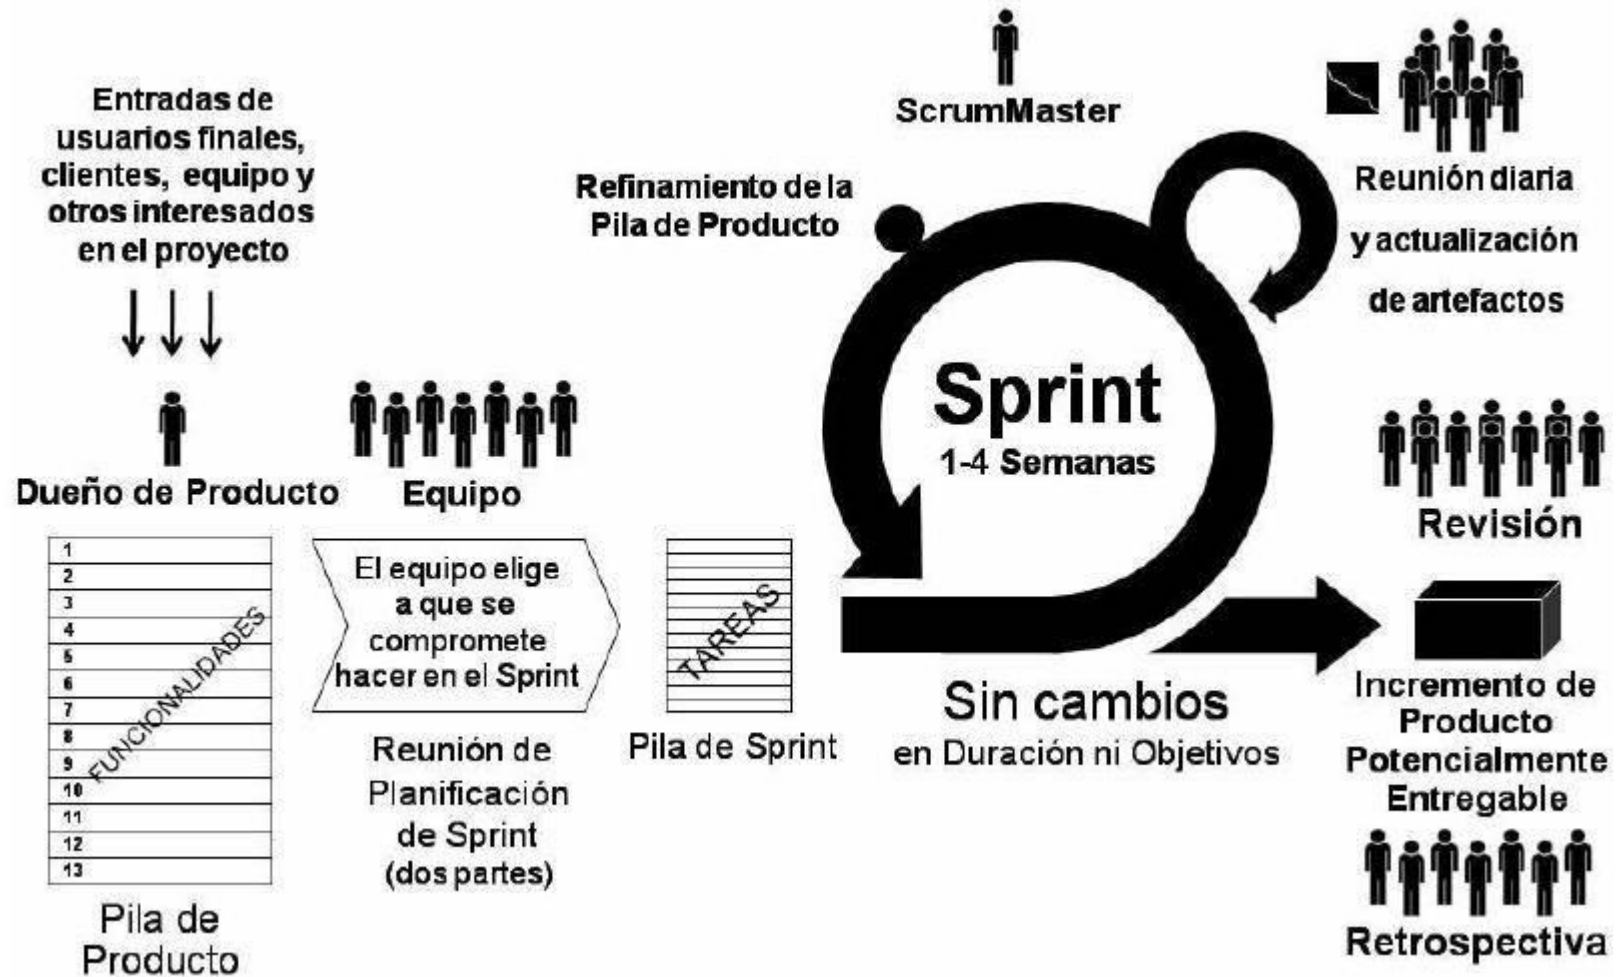 Entradas de
usuarios finales,
clientes, equipo y
otros interesados
en el proyecto
Dueño de Producto
Equipo
1
2
3
4
5
6
7
8
9
10
11
12
13
FUNCIONALIDADES
Pila de
Producto
El equipo elige
a que se
compromete
hacer en el Sprint
Reunión de
Planificación
de Sprint
(dos partes)
TAREAS
Pila de Sprint
Refinamiento de la
Pila de Producto
ScrumMaster
Sprint
1-4 Semanas
Sin cambios
en Duración ni Objetivos
Reunión diaria
y actualización
de artefactos
Revisión
Incremento de
Producto
Potencialmente
Entregable
Retrospectiva